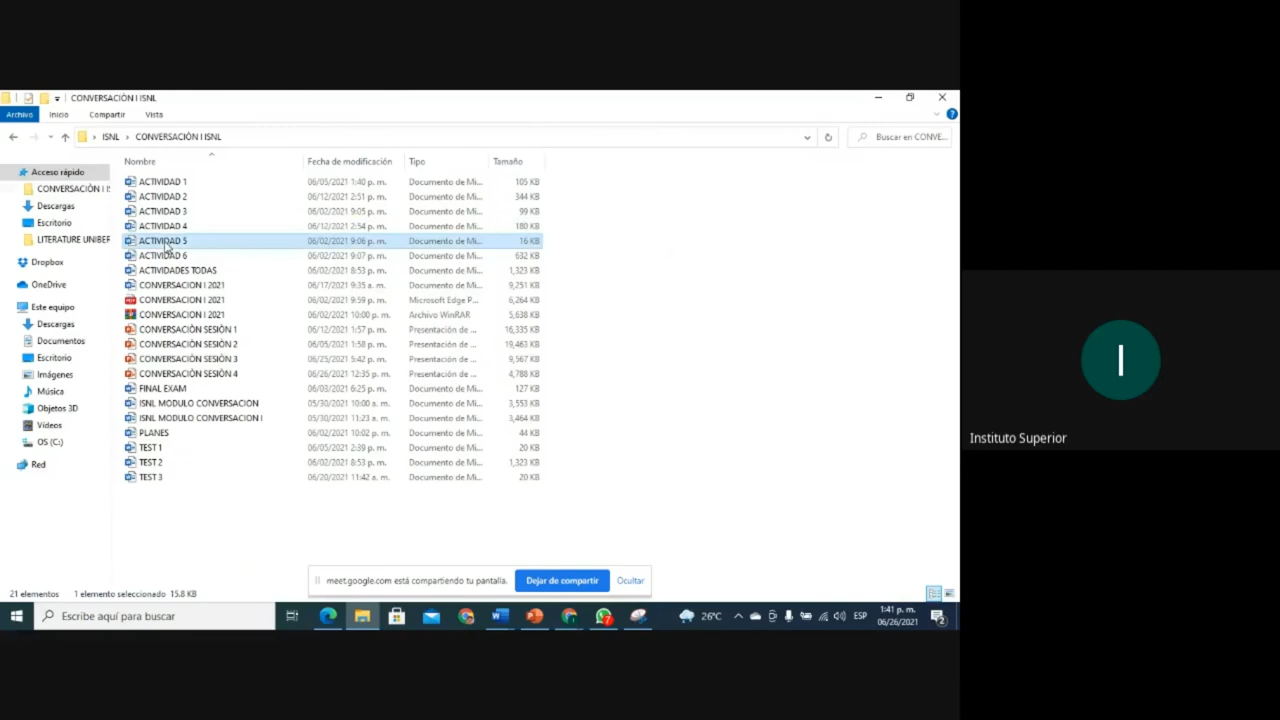 CONVERSACIÒN I ISNL
Archivo Inicio Compartir Vista
ISNL CONVERSACIÒN I ISNL Buscar en CONVE...
Nombre Fecha de modificación Tipo Tamaño
Acceso rápido
CONVERSACIÒN I IS
Descargas
Escritorio
LITERATURE UNIBER
Dropbox
OneDrive
Este equipo
Descargas
Documentos
Escritorio
Imágenes
Música
Objetos 3D
Vídeos
OS (C:)
Red
ACTIVIDAD 1 06/05/2021 1:40 p. m. Documento de Mi... 105 KB
ACTIVIDAD 2 06/12/2021 2:51 p. m. Documento de Mi... 344 KB
ACTIVIDAD 3 06/02/2021 9:05 p. m. Documento de Mi... 99 KB
ACTIVIDAD 4 06/12/2021 2:54 p. m. Documento de Mi... 180 KB
ACTIVIDAD 5 06/02/2021 9:06 p. m. Documento de Mi... 16 KB
ACTIVIDAD 6 06/02/2021 9:07 p. m. Documento de Mi... 632 KB
ACTIVIDADES TODAS 06/02/2021 8:53 p. m. Documento de Mi... 1,323 KB
CONVERSACION I 2021 06/17/2021 9:35 a. m. Documento de Mi... 9,251 KB
CONVERSACION I 2021 06/02/2021 9:59 p. m. Microsoft Edge P... 6,264 KB
CONVERSACION I 2021 06/02/2021 10:00 p. m. Archivo WinRAR 5,638 KB
CONVERSACIÒN SESIÒN 1 06/12/2021 1:57 p. m. Presentación de ... 16,335 KB
CONVERSACIÒN SESIÒN 2 06/05/2021 1:58 p. m. Presentación de ... 19,463 KB
CONVERSACIÒN SESIÒN 3 06/25/2021 5:42 p. m. Presentación de ... 9,567 KB
CONVERSACIÒN SESIÒN 4 06/26/2021 12:35 p. m. Presentación de ... 4,788 KB
FINAL EXAM 06/03/2021 6:25 p. m. Documento de Mi... 127 KB
ISNL MODULO CONVERSACION 05/30/2021 10:00 a. m. Documento de Mi... 3,553 KB
ISNL MODULO CONVERSACION I 05/30/2021 11:23 a. m. Documento de Mi... 3,464 KB
PLANES 06/02/2021 10:02 p. m. Documento de Mi... 44 KB
TEST 1 06/05/2021 2:39 p. m. Documento de Mi... 20 KB
TEST 2 06/02/2021 8:53 p. m. Documento de Mi... 1,323 KB
TEST 3 06/20/2021 11:42 a. m. Documento de Mi... 20 KB
I
Instituto Superior
meet.google.com está compartiendo tu pantalla. Dejar de compartir Ocultar
21 elementos 1 elemento seleccionado 15.8 KB
Escribe aquí para buscar 26°C ESP 1:41 p. m.
06/26/2021 2